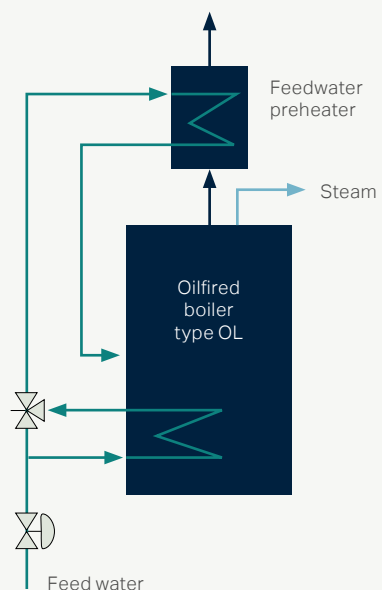 Feedwater
preheater
Steam
Oilfired
boiler
type OL
Feed water